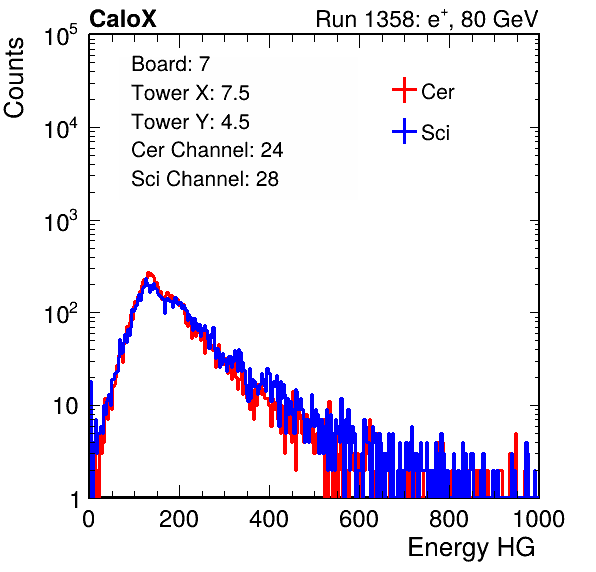 CaloX Run 1358: e⁺, 80 GeV
Counts
Board: 7
Tower X: 7.5
Tower Y: 4.5
Cer Channel: 24
Sci Channel: 28
Cer
Sci
10⁵
10⁴
10³
10²
10
1
0 200 400 600 800 1000
Energy HG